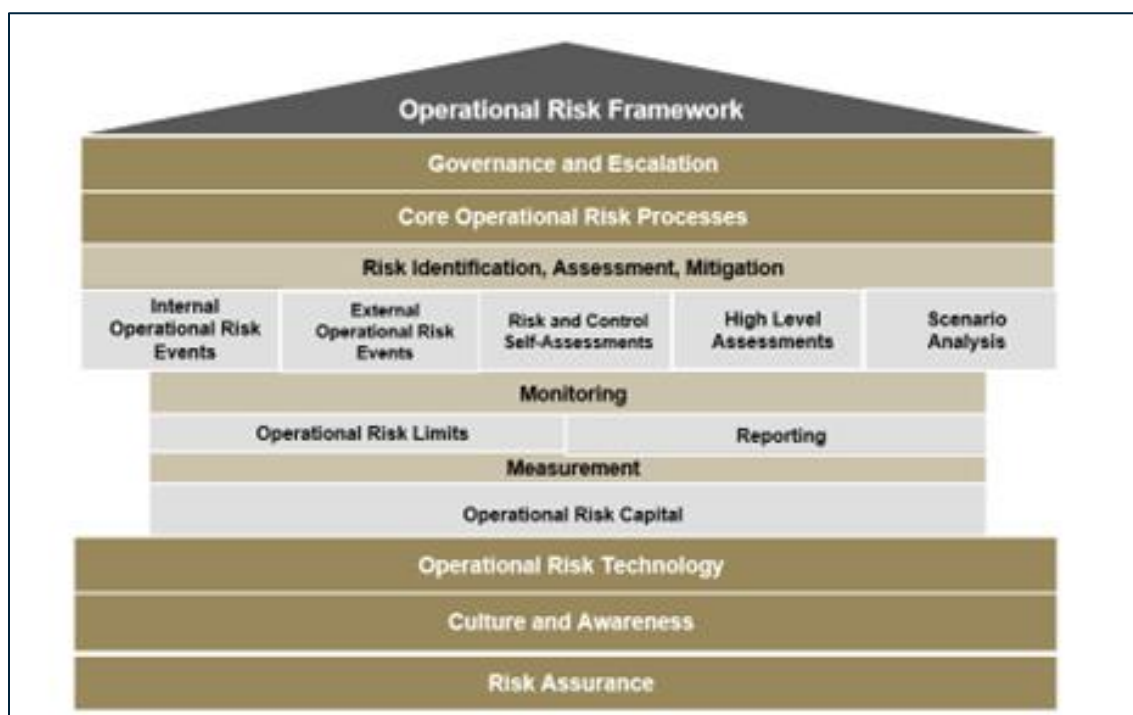 Operational Risk Framework
Governance and Escalation
Core Operational Risk Processes
Risk Identification, Assessment, Mitigation
Internal
Operational Risk
Events
External
Operational Risk
Events
Risk and Control
Self-Assessments
High Level
Assessments
Scenario
Analysis
Monitoring
Operational Risk Limits
Reporting
Measurement
Operational Risk Capital
Operational Risk Technology
Culture and Awareness
Risk Assurance